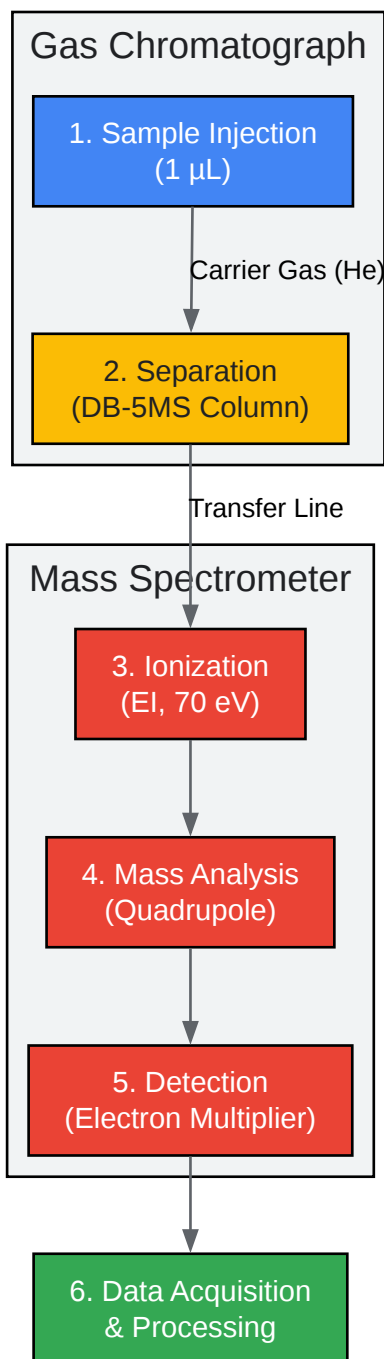 Gas Chromatograph
1. Sample Injection
(1 µL)
Carrier Gas (He)
2. Separation
(DB-5MS Column)
Transfer Line
Mass Spectrometer
3. Ionization
(EI, 70 eV)
4. Mass Analysis
(Quadrupole)
5. Detection
(Electron Multiplier)
6. Data Acquisition
& Processing